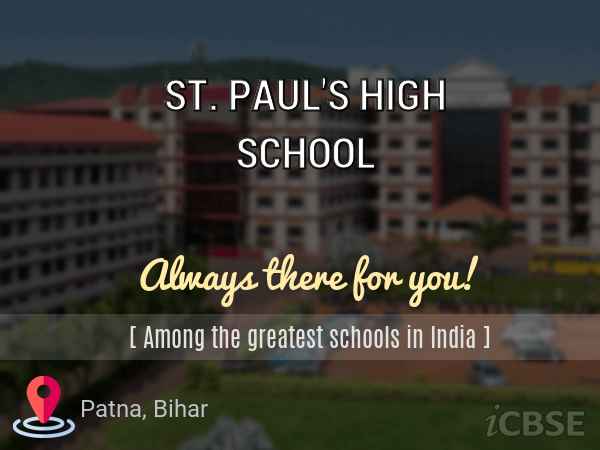 ST. PAUL'S HIGH
SCHOOL
Always there for you!
[ Among the greatest schools in India ]
Patna, Bihar
iCBSE